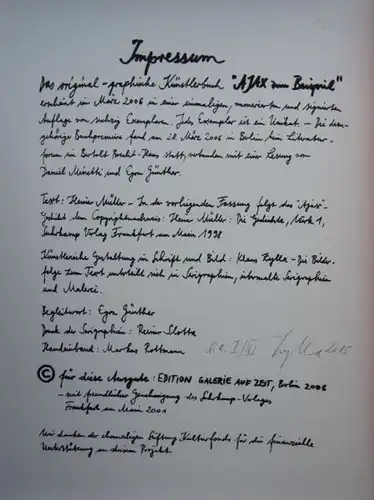 Impressum
Das original-graphische Künstlerbuch "AJAX zum Beispiel"
erscheint im März 2006 in einer einmaligen, numerierten und signierten
Auflage von sechzig Exemplaren. Jedes Exemplar ist ein Unikat – Die dazu-
gehörige Buchpremiere fand am 28. März 2006 in Berlin, im Literatur-
forum im Bertolt Brecht-Haus statt, verbunden mit einer Lesung von
Daniel Minetti und Egon Günther.
Text: Heiner Müller – In der vorliegenden Fassung folgt das "Ajax"-
Gedicht dem Copyrightnachweis: Heiner Müller: Die Gedichte, Werk 1,
Suhrkamp Verlag Frankfurt am Main 1998
Künstlerische Gestaltung in Schrift und Bild: Klaus Zylla – Die Bilder-
folge zum Text unterteilt sich in Serigraphien, übermalte Serigraphien
und Malerei.
Begleitwort: Egon Günther
Druck der Serigraphien: Reiner Slotta
Handeinband: Markus Rottmann
© für diese Ausgabe: EDITION GALERIE AUF ZEIT, Berlin 2006
– mit freundlicher Genehmigung des Suhrkamp-Verlages
Frankfurt am Main 2001
Wir danken der ehemaligen Stiftung Kulturfonds für die finanzielle
Unterstützung an diesem Projekt.